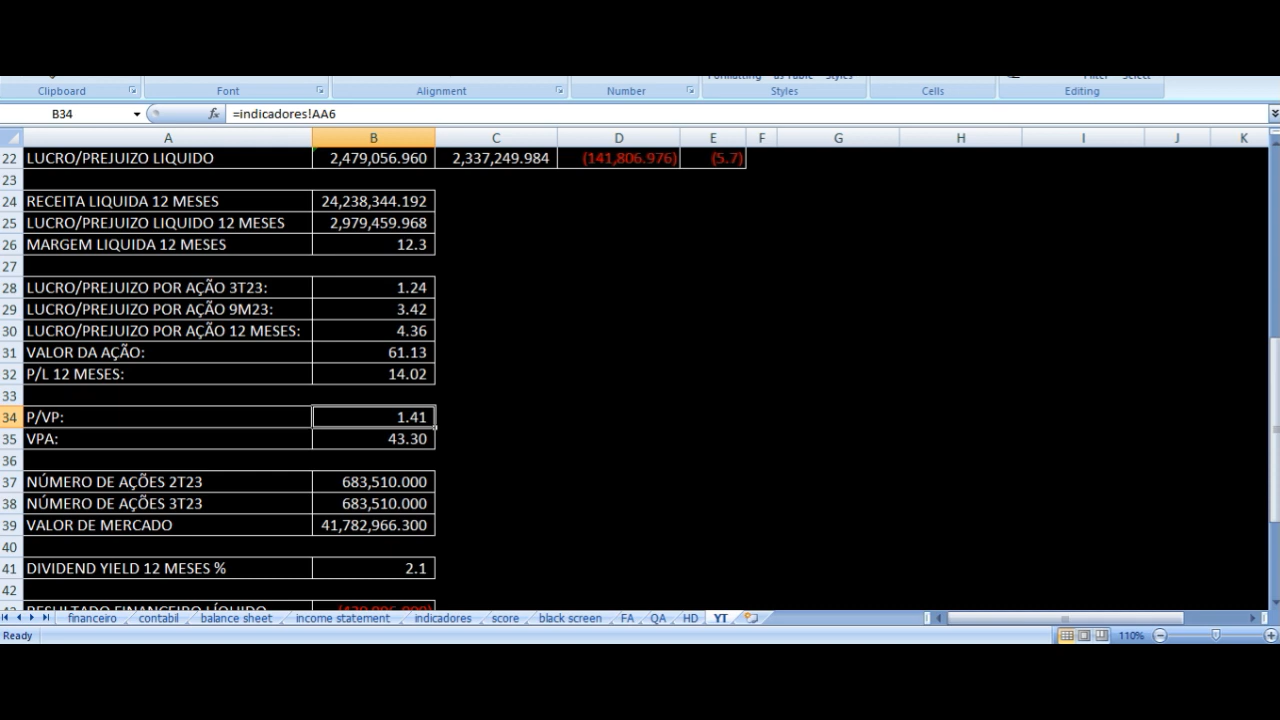 Clipboard Font Alignment Number Styles Cells Editing
B34 fx =indicadores!AA6
A B C D E F G H I J K
22 LUCRO/PREJUIZO LIQUIDO 2,479,056.960 2,337,249.984 (141,806.976) (5.7)
23
24 RECEITA LIQUIDA 12 MESES 24,238,344.192
25 LUCRO/PREJUIZO LIQUIDO 12 MESES 2,979,459.968
26 MARGEM LIQUIDA 12 MESES 12.3
27
28 LUCRO/PREJUIZO POR AÇÃO 3T23: 1.24
29 LUCRO/PREJUIZO POR AÇÃO 9M23: 3.42
30 LUCRO/PREJUIZO POR AÇÃO 12 MESES: 4.36
31 VALOR DA AÇÃO: 61.13
32 P/L 12 MESES: 14.02
33
34 P/VP: 1.41
35 VPA: 43.30
36
37 NÚMERO DE AÇÕES 2T23 683,510.000
38 NÚMERO DE AÇÕES 3T23 683,510.000
39 VALOR DE MERCADO 41,782,966.300
40
41 DIVIDEND YIELD 12 MESES % 2.1
42
RESULTADO FINANCEIRO LÍQUIDO
financeiro contabil balance sheet income statement indicadores score black screen FA QA HD YT
Ready 110%